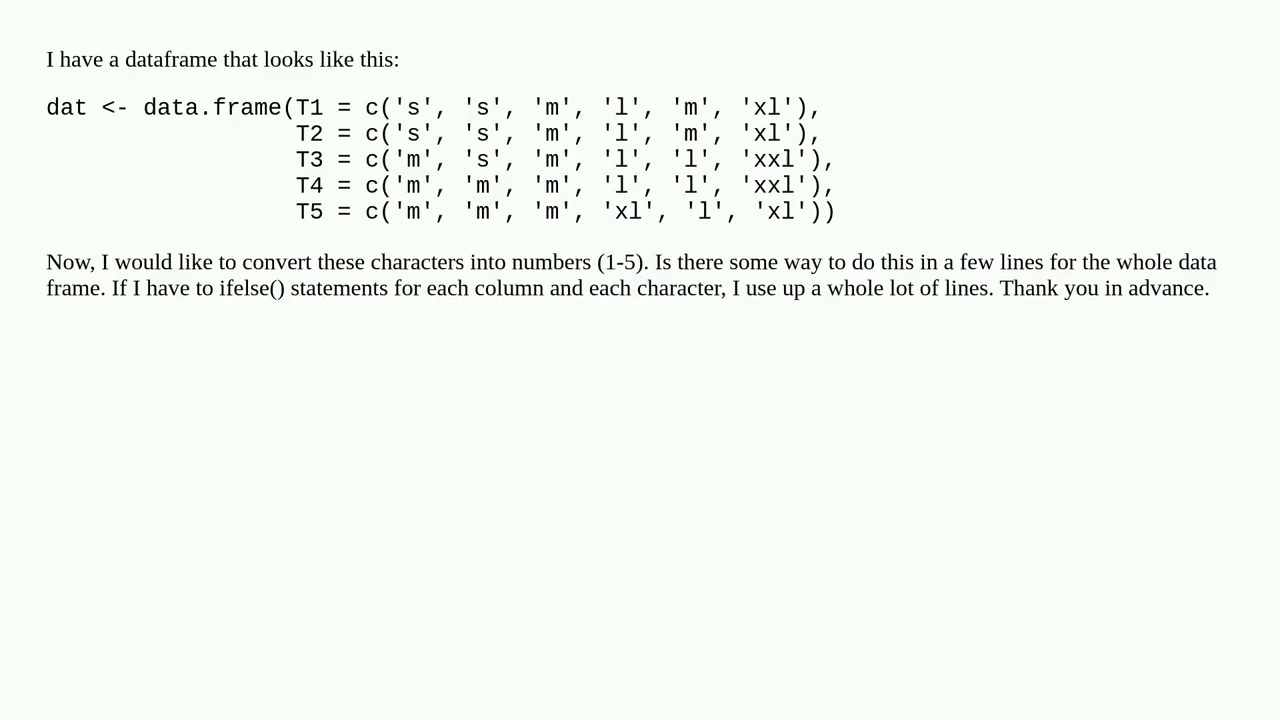 I have a dataframe that looks like this:
dat <- data.frame(T1 = c('s', 's', 'm', 'l', 'm', 'xl'),
                  T2 = c('s', 's', 'm', 'l', 'm', 'xl'),
                  T3 = c('m', 's', 'm', 'l', 'l', 'xxl'),
                  T4 = c('m', 'm', 'm', 'l', 'l', 'xxl'),
                  T5 = c('m', 'm', 'm', 'xl', 'l', 'xl'))
Now, I would like to convert these characters into numbers (1-5). Is there some way to do this in a few lines for the whole data
frame. If I have to ifelse() statements for each column and each character, I use up a whole lot of lines. Thank you in advance.